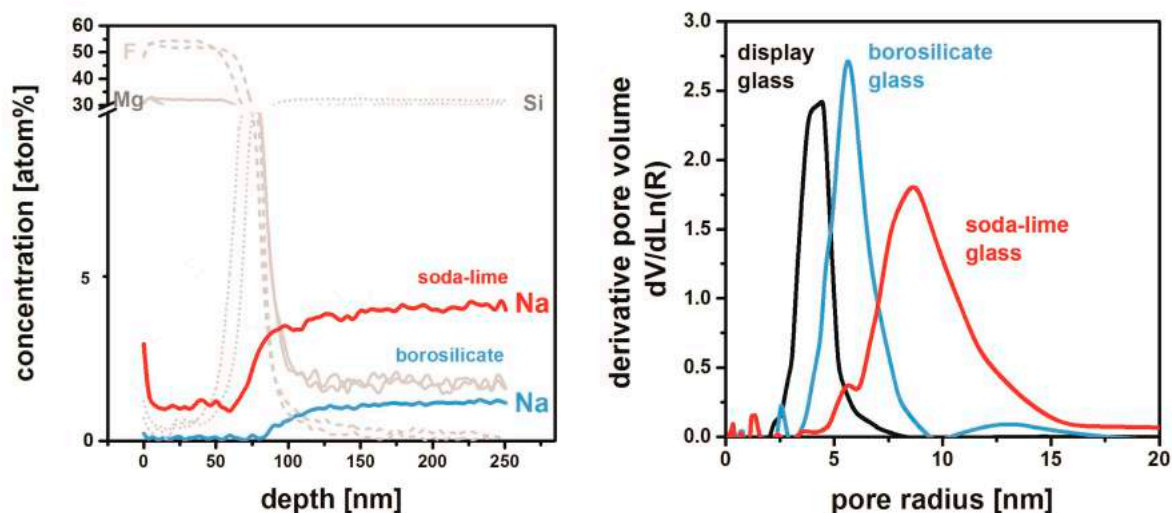 60
50
40
30
5
0
concentration [atom%]
F
Mg
Si
soda-lime
Na
borosilicate
Na
0
50
100
150
200
250
depth [nm]
3.0
2.5
2.0
1.5
1.0
0.5
0.0
derivative pore volume
dV/dLn(R)
display
glass
borosilicate
glass
soda-lime
glass
0
5
10
15
20
pore radius [nm]